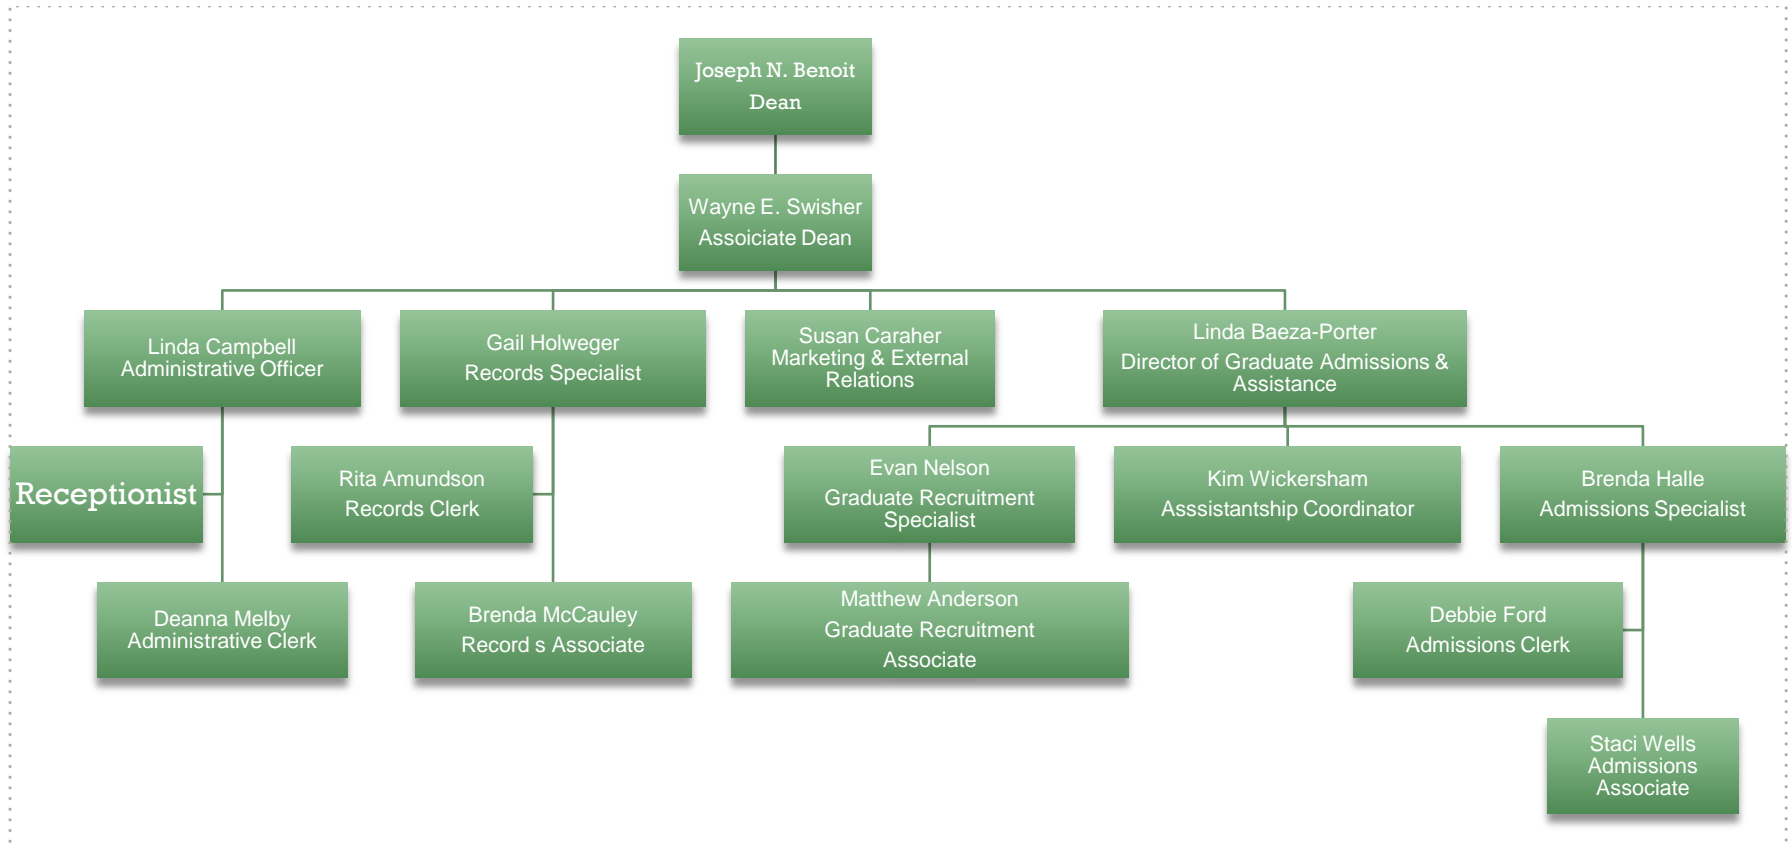 Joseph N. Benoit
Dean
Wayne E. Swisher
Assoiciate Dean
Linda Campbell
Administrative Officer
Gail Holweger
Records Specialist
Susan Caraher
Marketing & External
Relations
Linda Baeza-Porter
Director of Graduate Admissions &
Assistance
Receptionist
Rita Amundson
Records Clerk
Evan Nelson
Graduate Recruitment
Specialist
Kim Wickersham
Asssistantship Coordinator
Brenda Halle
Admissions Specialist
Deanna Melby
Administrative Clerk
Brenda McCauley
Record s Associate
Matthew Anderson
Graduate Recruitment
Associate
Debbie Ford
Admissions Clerk
Staci Wells
Admissions
Associate